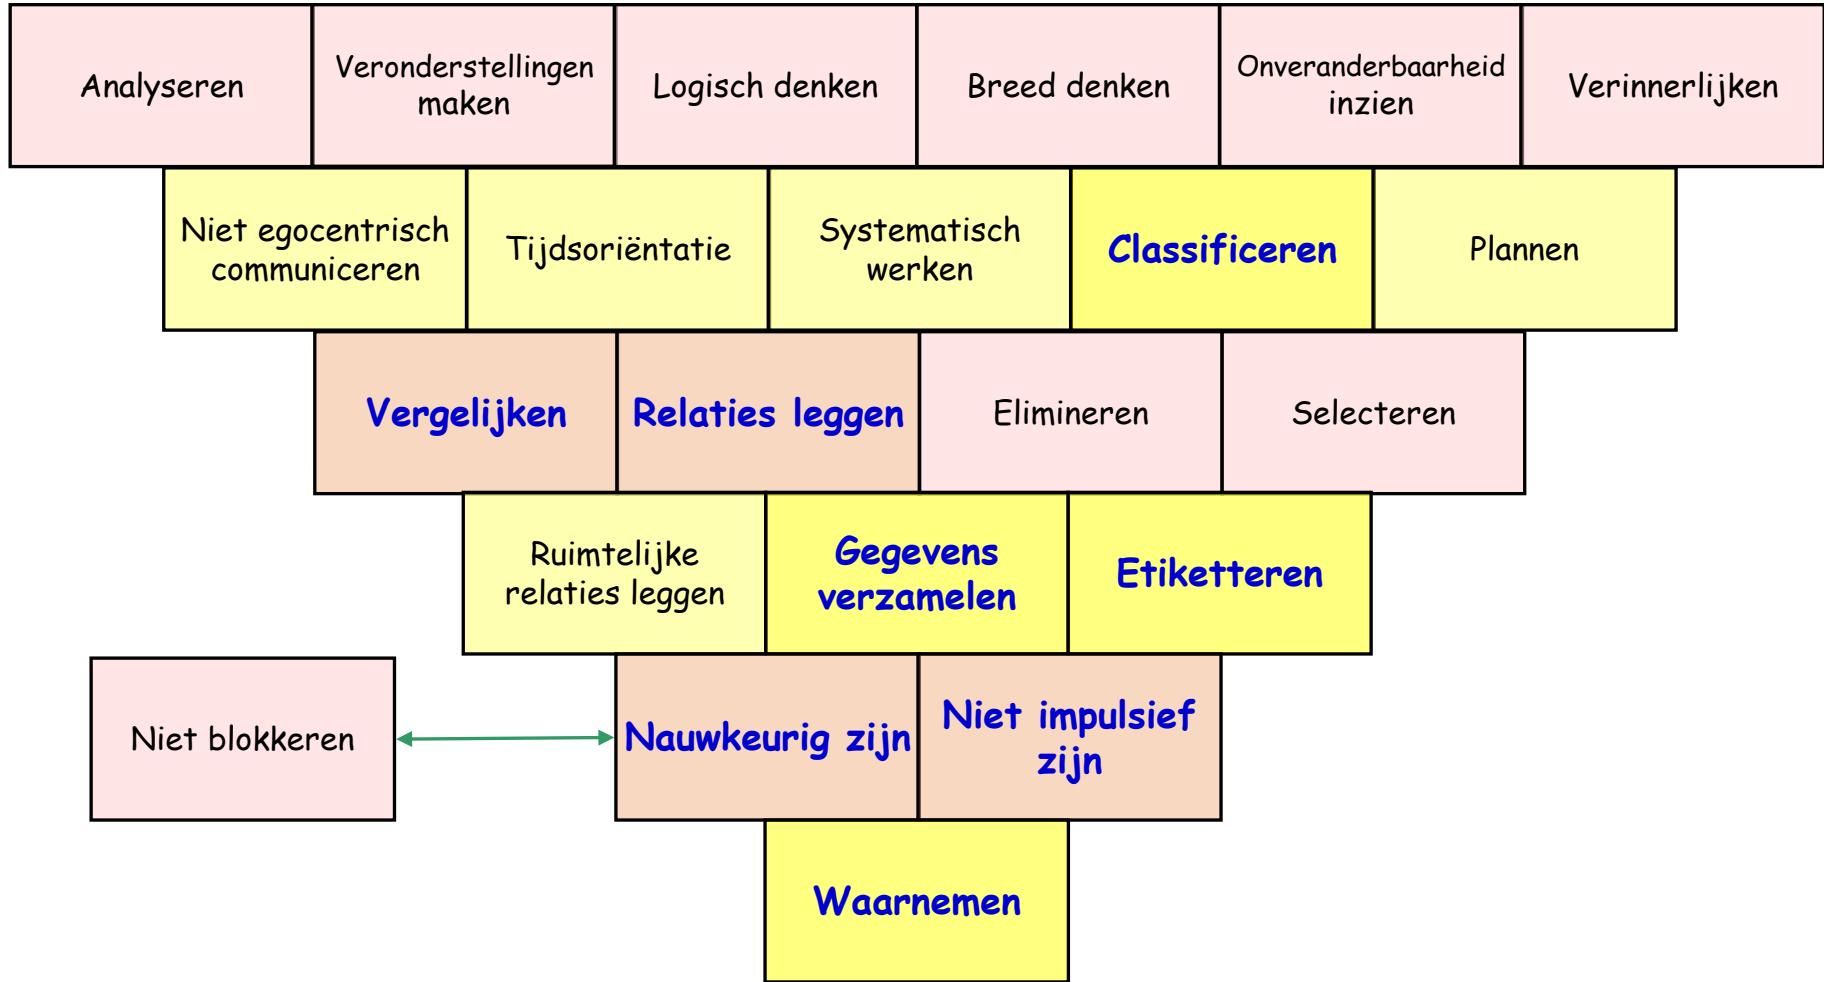 Analyseren
Veronderstellingen
maken
Logisch denken
Breed denken
Onveranderbaarheid
inzien
Verinnerlijken
Niet egocentrisch
communiceren
Tijdsoriëntatie
Systematisch
werken
Classificeren
Plannen
Vergelijken
Relaties leggen
Elimineren
Selecteren
Ruimtelijke
relaties leggen
Gegevens
verzamelen
Etiketteren
Niet blokkeren
Nauwkeurig zijn
Niet impulsief
zijn
Waarnemen